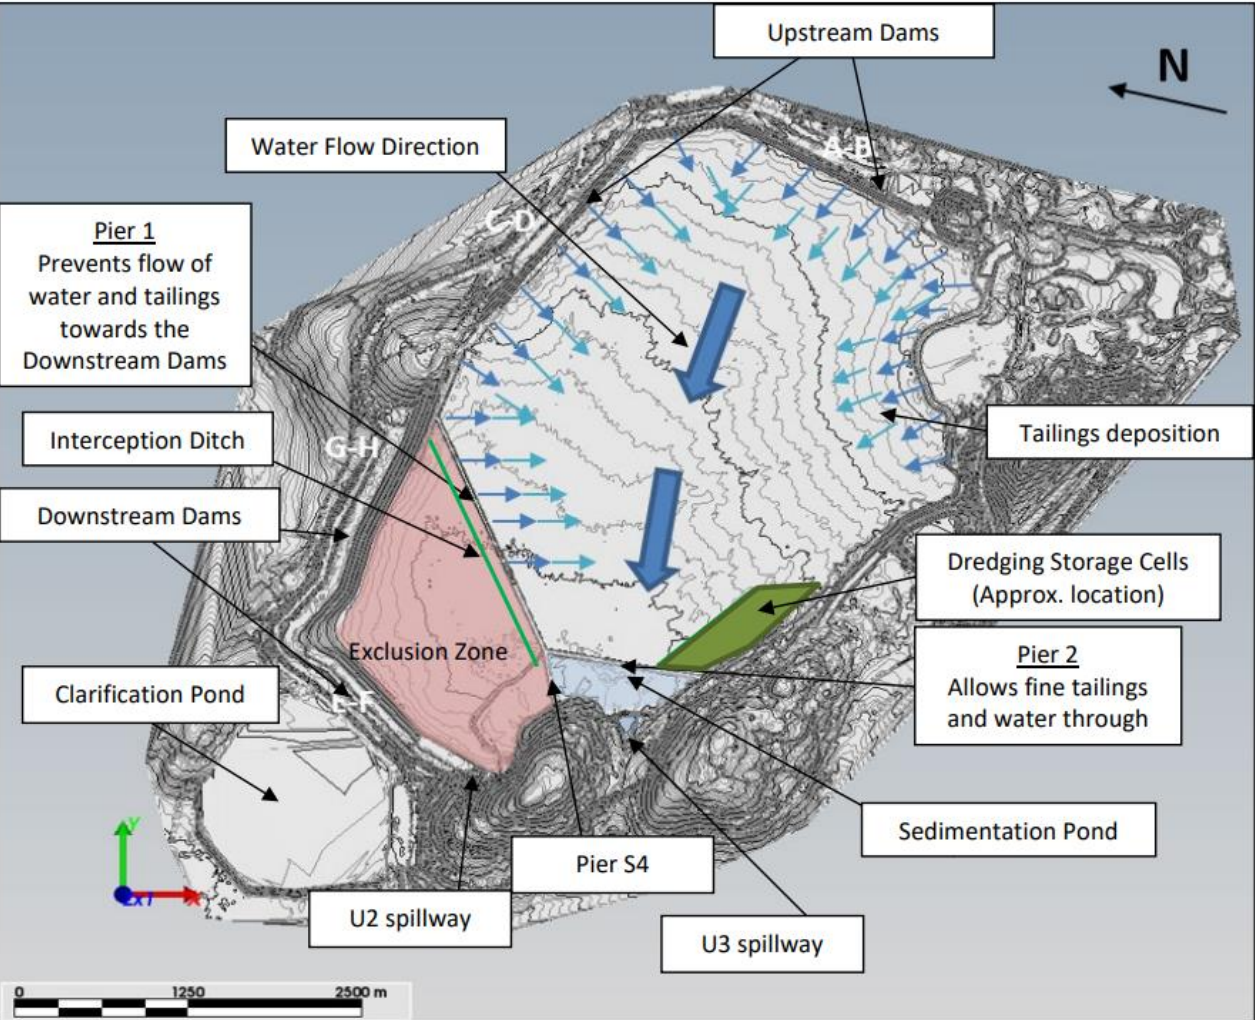 Upstream Dams
N
Water Flow Direction
A-B
Pier 1
Prevents flow of
water and tailings
towards the
Downstream Dams
C-D
Interception Ditch
G-H
Tailings deposition
Downstream Dams
Dredging Storage Cells
(Approx. location)
Exclusion Zone
Pier 2
Allows fine tailings
and water through
Clarification Pond
E-F
Sedimentation Pond
Y
X
Pier S4
U2 spillway
U3 spillway
0 1250 2500 m